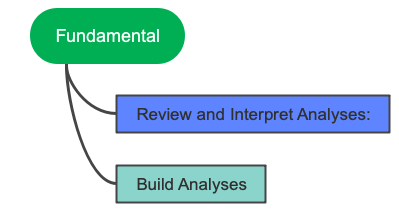 Fundamental
Review and Interpret Analyses:
Build Analyses